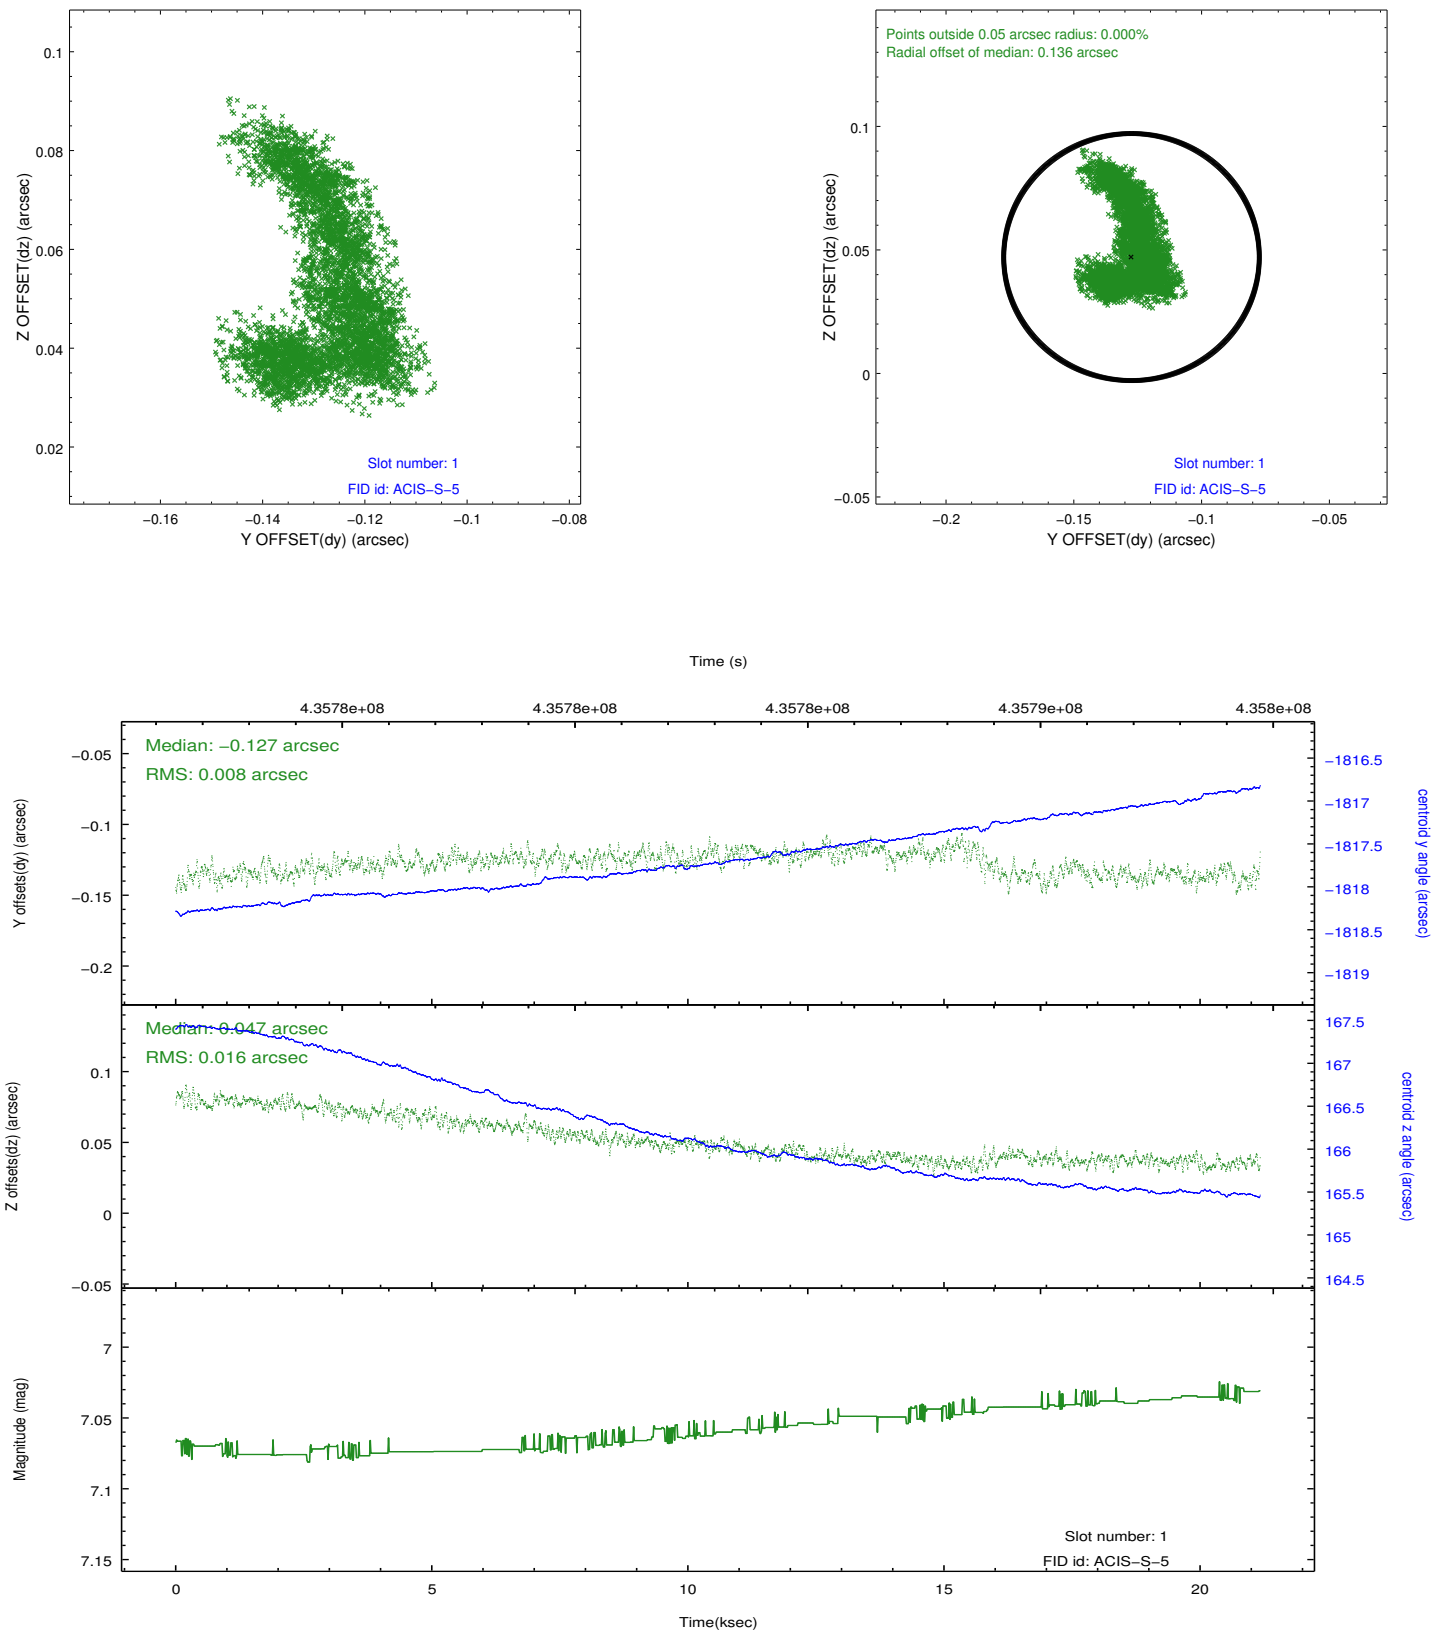 0.1
0.08
0.06
0.04
0.02
Z OFFSET(dz) (arcsec)
Slot number: 1
FID id: ACIS−S−5
−0.16 −0.14 −0.12 −0.1 −0.08
Y OFFSET(dy) (arcsec)
Points outside 0.05 arcsec radius: 0.000%
Radial offset of median: 0.136 arcsec
0.1
0.05
0
−0.05
Z OFFSET(dz) (arcsec)
Slot number: 1
FID id: ACIS−S−5
−0.2 −0.15 −0.1 −0.05
Y OFFSET(dy) (arcsec)
Time (s)
4.3578e+08 4.3578e+08 4.3578e+08 4.3579e+08 4.358e+08
Median: −0.127 arcsec
RMS: 0.008 arcsec
−0.05
−0.1
−0.15
−0.2
Y offsets(dy) (arcsec)
−1816.5
−1817
−1817.5
−1818
−1818.5
−1819
centroid y angle (arcsec)
Median: 0.047 arcsec
RMS: 0.016 arcsec
0.1
0.05
0
−0.05
Z offsets(dz) (arcsec)
167.5
167
166.5
166
165.5
165
164.5
centroid z angle (arcsec)
7
7.05
7.1
7.15
Magnitude (mag)
Slot number: 1
FID id: ACIS−S−5
0 5 10 15 20
Time(ksec)